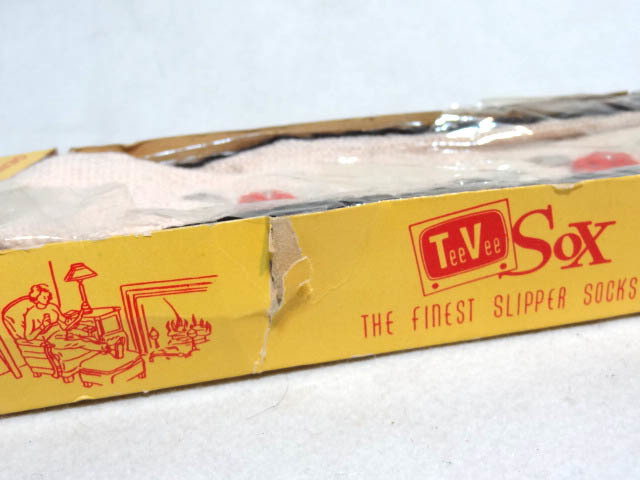 TeeVee Sox
THE FINEST SLIPPER SOCKS